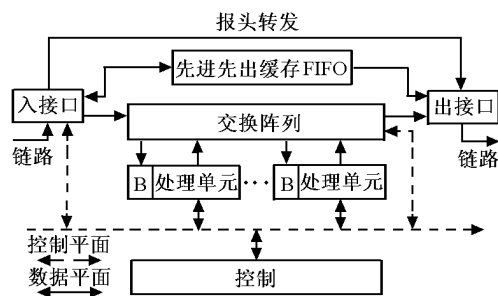 报头转发
先进先出缓存FIFO
入接口
出接口
交换阵列
链路
链路
B 处理单元 ··· B 处理单元
控制平面
数据平面
控制